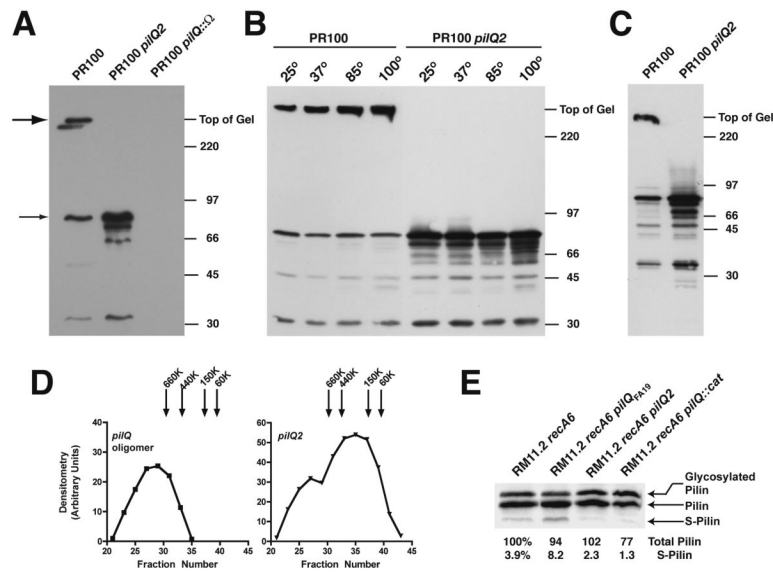 A
PR100
PR100 pilQ2
PR100 pilQ::Ω
Top of Gel
220
97
66
45
30
B
PR100
PR100 pilQ2
25° 37° 85° 100° 25° 37° 85° 100°
Top of Gel
220
97
66
45
30
C
PR100
PR100 pilQ2
Top of Gel
220
97
66
45
30
D
660K 440K 150K 60K
pilQ
oligomer
Densitometry
(Arbitrary Units)
60
50
40
30
20
10
0
20 25 30 35 40 45
Fraction Number
660K 440K 150K 60K
pilQ2
60
50
40
30
20
10
0
20 25 30 35 40 45
Fraction Number
E
RM11.2 recA6
RM11.2 recA6 pilQFA19
RM11.2 recA6 pilQ2
RM11.2 recA6 pilQ::cat
Glycosylated
Pilin
Pilin
S-Pilin
100% 94 102 77 Total Pilin
3.9% 8.2 2.3 1.3 S-Pilin